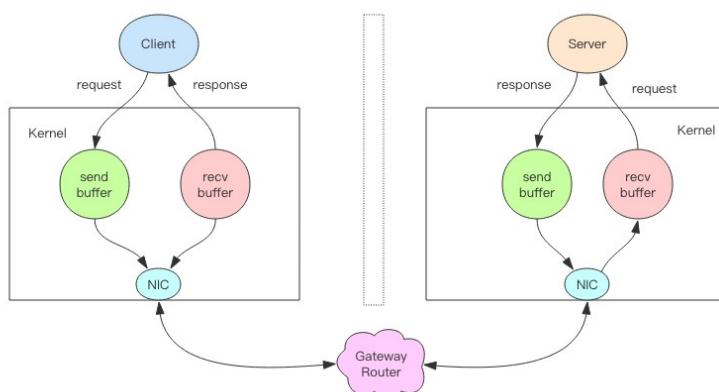 Client
Server
request
response
response
request
Kernel
Kernel
send
buffer
recv
buffer
send
buffer
recv
buffer
NIC
NIC
Gateway
Router